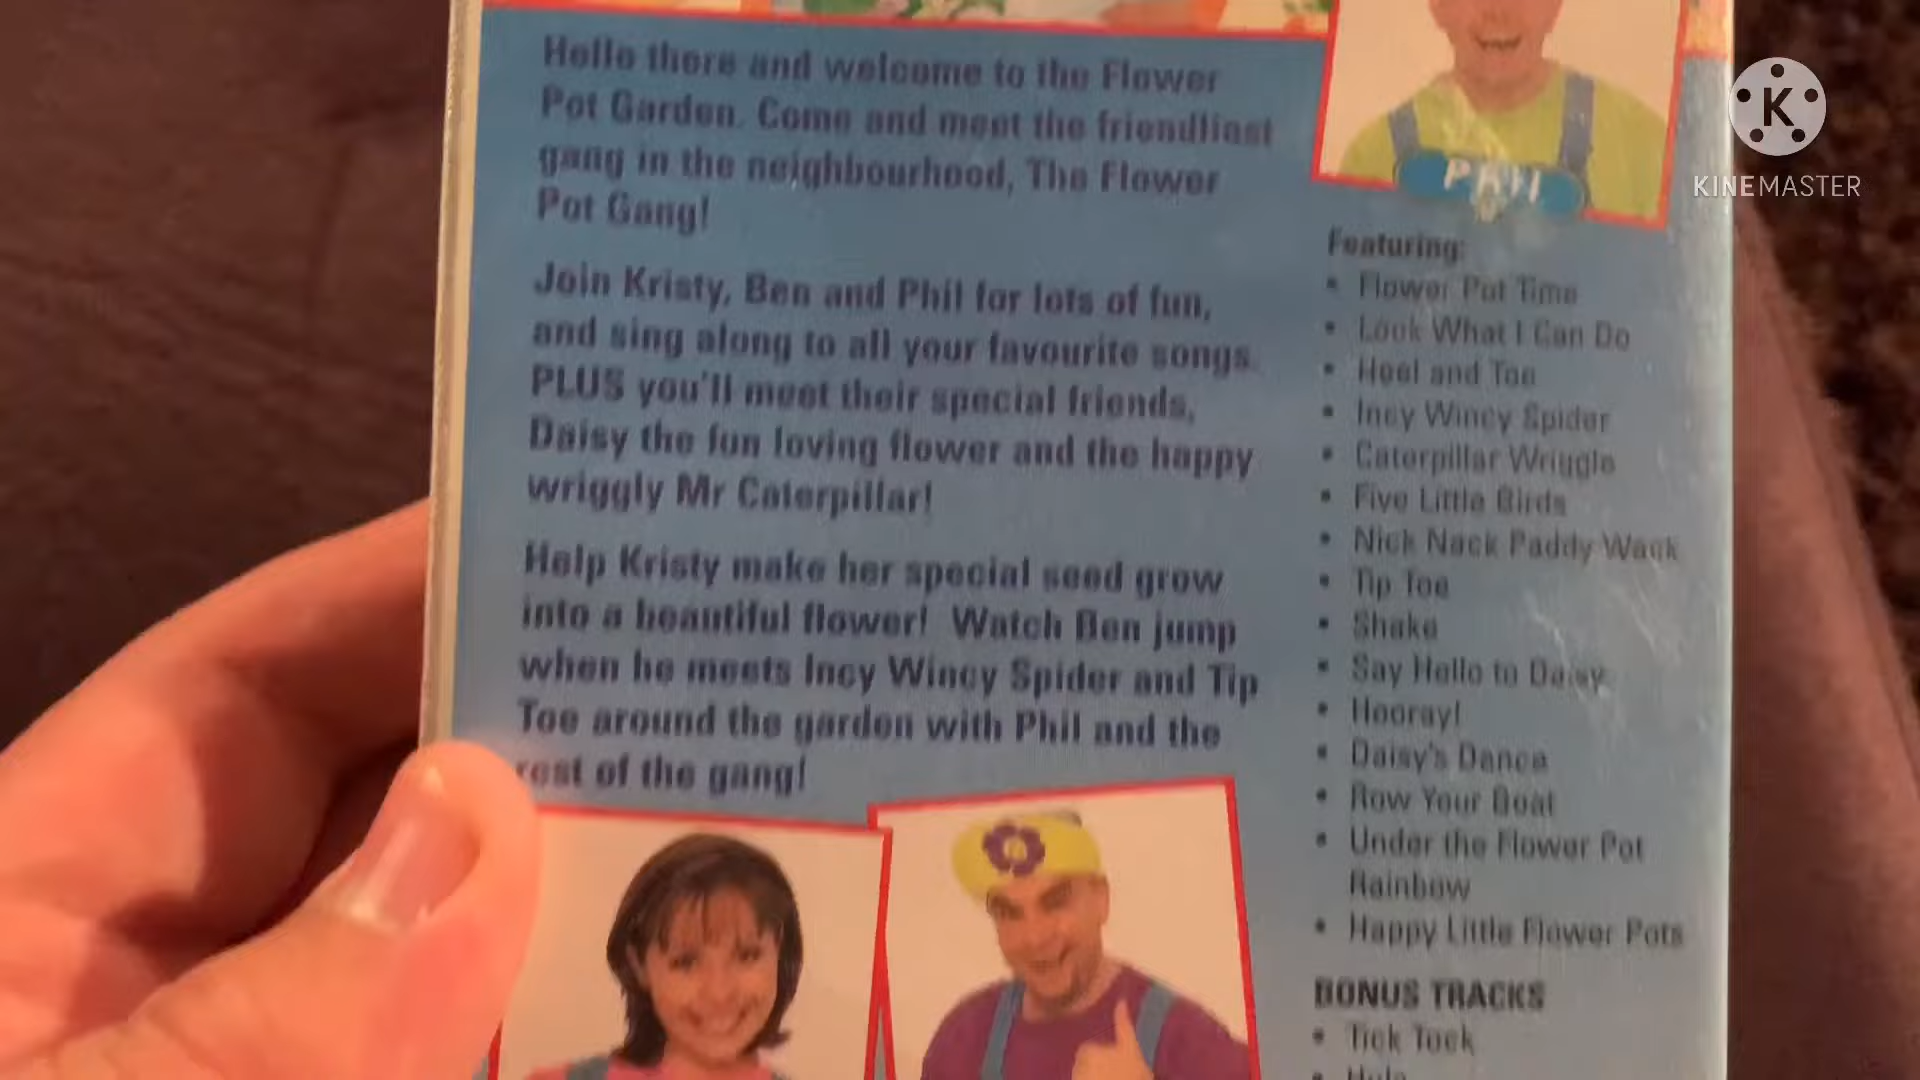 Hello there and welcome to the Flower
Pot Garden. Come and meet the friendliest
gang in the neighbourhood, The Flower
Pot Gang!
Join Kristy, Ben and Phil for lots of fun,
and sing along to all your favourite songs.
PLUS you'll meet their special friends,
Daisy the fun loving flower and the happy
wriggly Mr Caterpillar!
Help Kristy make her special seed grow
into a beautiful flower! Watch Ben jump
when he meets Incy Wincy Spider and Tip
Toe around the garden with Phil and the
rest of the gang!
PHIL
Featuring:
• Flower Pot Time
• Look What I Can Do
• Heel and Toe
• Incy Wincy Spider
• Caterpillar Wriggle
• Five Little Birds
• Nick Nack Paddy Wack
• Tip Toe
• Shake
• Say Hello to Daisy
• Hooray!
• Daisy's Dance
• Row Your Boat
• Under the Flower Pot
Rainbow
• Happy Little Flower Pots
BONUS TRACKS
• Tick Tock
K
KINEMASTER